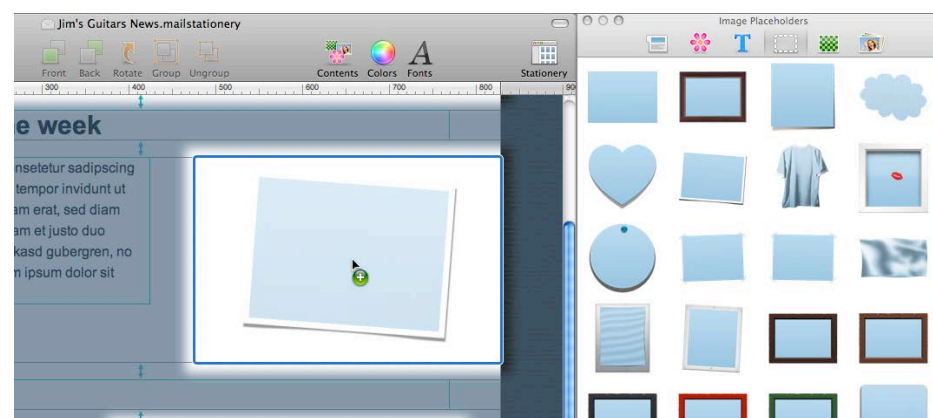 Jim's Guitars News.mailstationery
Front Back Rotate Group Ungroup Contents Colors Fonts Stationery
300 400 500 600 700 800 90
e week
nsetetur sadipscing
tempor invidunt ut
am erat, sed diam
am et justo duo
kasd gubergren, no
m ipsum dolor sit
Image Placeholders
T